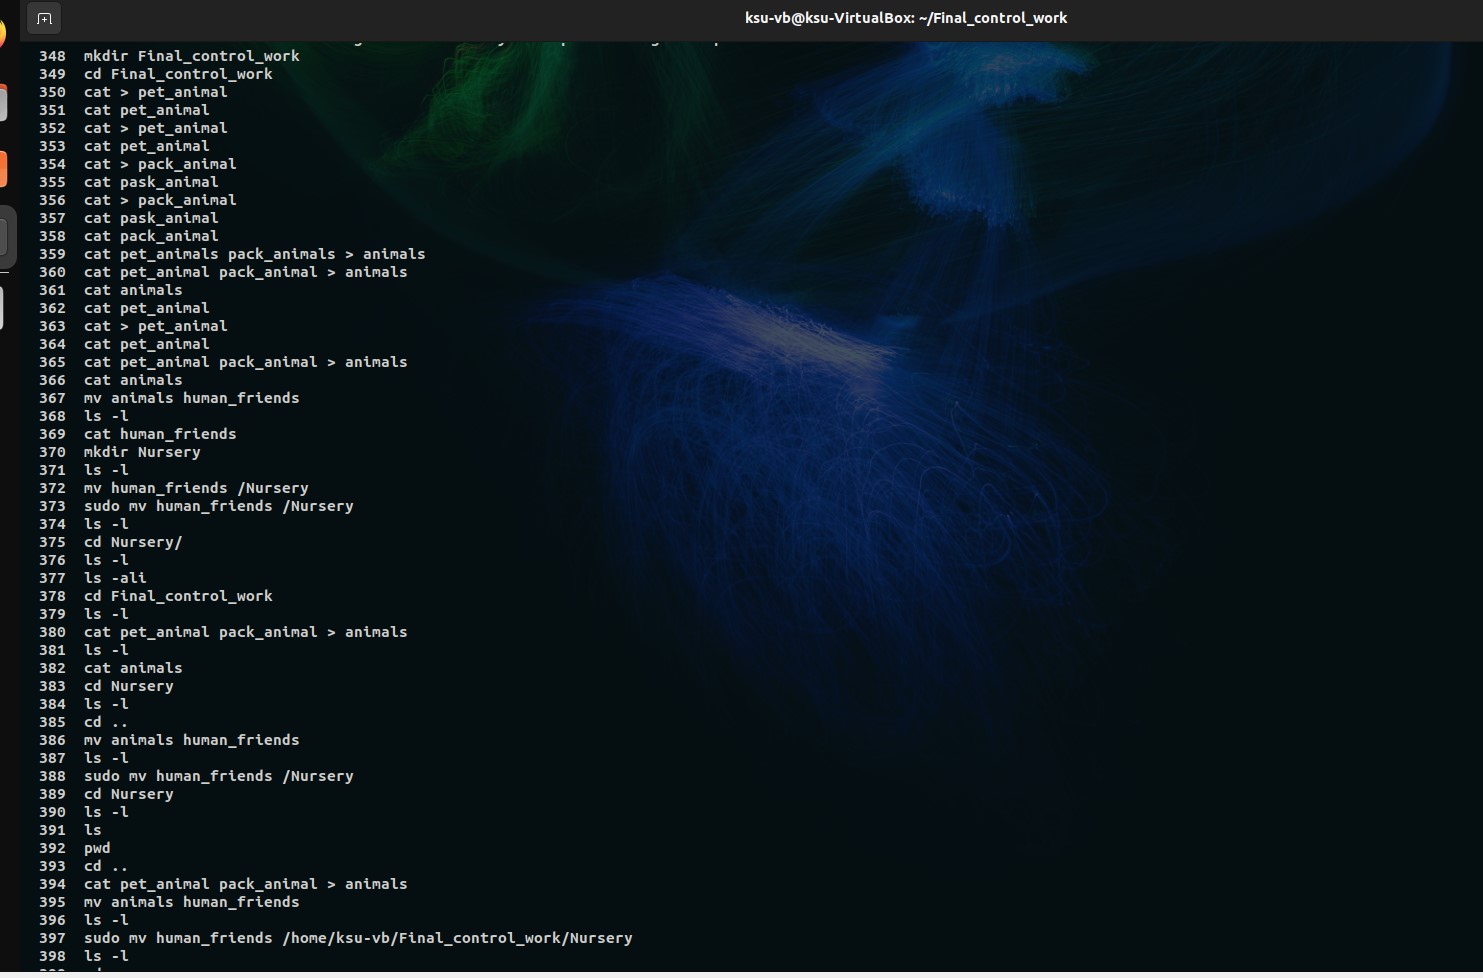 ksu-vb@ksu-VirtualBox: ~/Final_control_work
348 mkdir Final_control_work
349 cd Final_control_work
350 cat > pet_animal
351 cat pet_animal
352 cat > pet_animal
353 cat pet_animal
354 cat > pack_animal
355 cat pask_animal
356 cat > pack_animal
357 cat pask_animal
358 cat pack_animal
359 cat pet_animals pack_animals > animals
360 cat pet_animal pack_animal > animals
361 cat animals
362 cat pet_animal
363 cat > pet_animal
364 cat pet_animal
365 cat pet_animal pack_animal > animals
366 cat animals
367 mv animals human_friends
368 ls -l
369 cat human_friends
370 mkdir Nursery
371 ls -l
372 mv human_friends /Nursery
373 sudo mv human_friends /Nursery
374 ls -l
375 cd Nursery/
376 ls -l
377 ls -ali
378 cd Final_control_work
379 ls -l
380 cat pet_animal pack_animal > animals
381 ls -l
382 cat animals
383 cd Nursery
384 ls -l
385 cd ..
386 mv animals human_friends
387 ls -l
388 sudo mv human_friends /Nursery
389 cd Nursery
390 ls -l
391 ls
392 pwd
393 cd ..
394 cat pet_animal pack_animal > animals
395 mv animals human_friends
396 ls -l
397 sudo mv human_friends /home/ksu-vb/Final_control_work/Nursery
398 ls -l